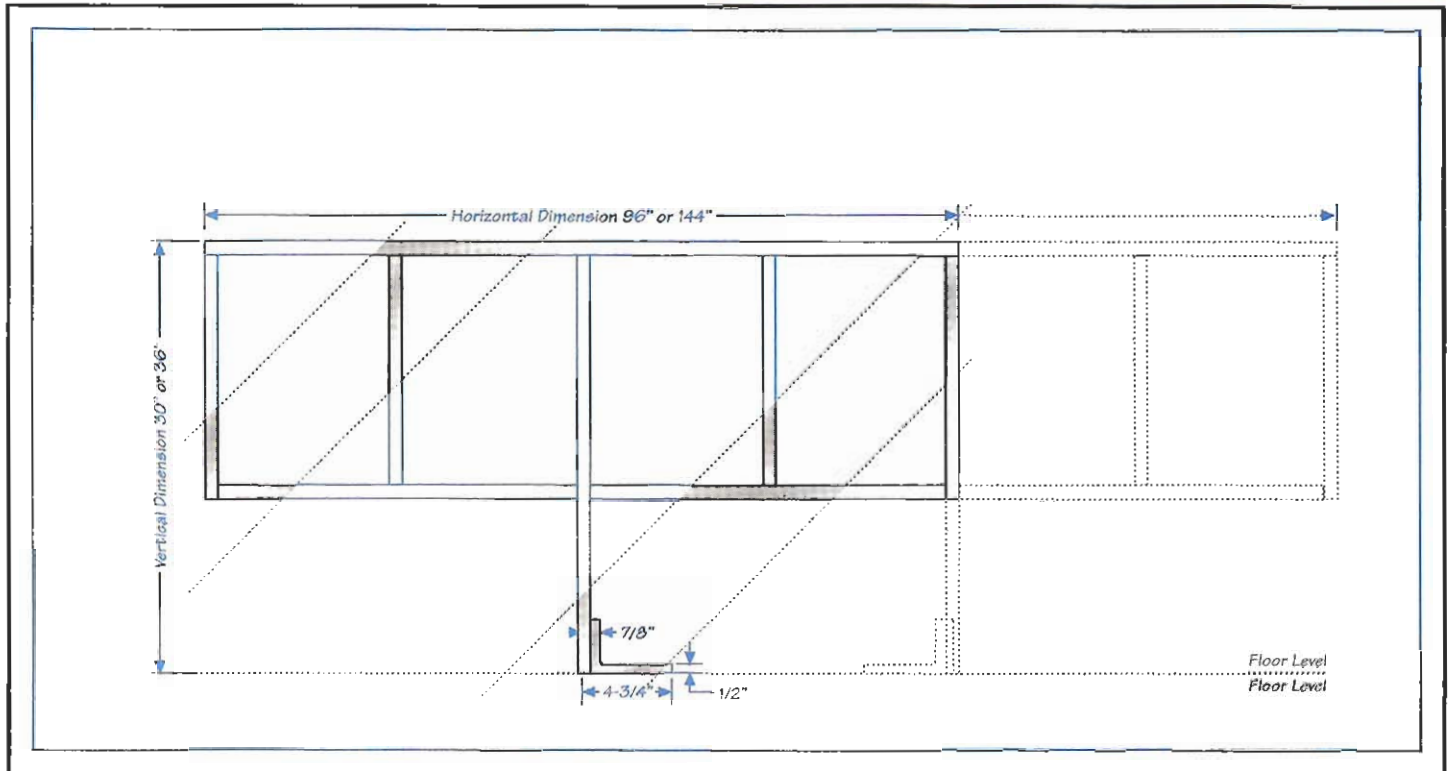 Horizontal Dimension 96" or 144"
Vertical Dimension 30" or 36"
7/8"
4-3/4"
1/2"
Floor Level
Floor Level